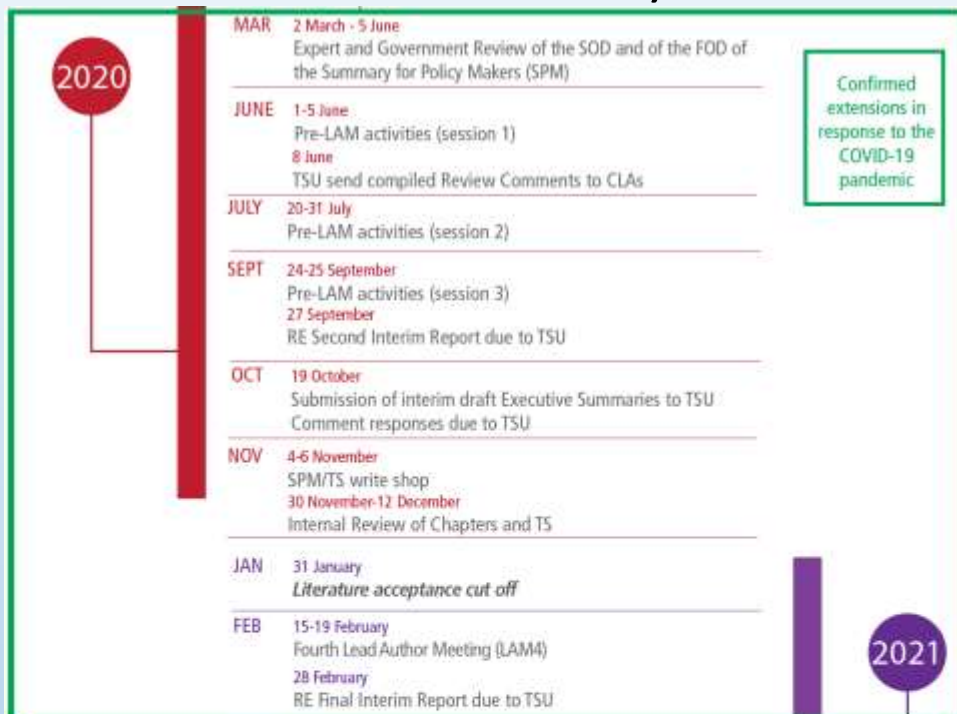 2020
MAR
2 March - 5 June
Expert and Government Review of the SOD and of the FOD of
the Summary for Policy Makers (SPM)
JUNE
1-5 June
Pre-LAM activities (session 1)
8 June
TSU send compiled Review Comments to CLAs
JULY
20-31 July
Pre-LAM activities (session 2)
SEPT
24-25 September
Pre-LAM activities (session 3)
27 September
RE Second Interim Report due to TSU
OCT
19 October
Submission of interim draft Executive Summaries to TSU
Comment responses due to TSU
NOV
4-6 November
SPM/TS write shop
30 November-12 December
Internal Review of Chapters and TS
JAN
31 January
Literature acceptance cut off
FEB
15-19 February
Fourth Lead Author Meeting (LAM4)
28 February
RE Final Interim Report due to TSU
Confirmed
extensions in
response to the
COVID-19
pandemic
2021